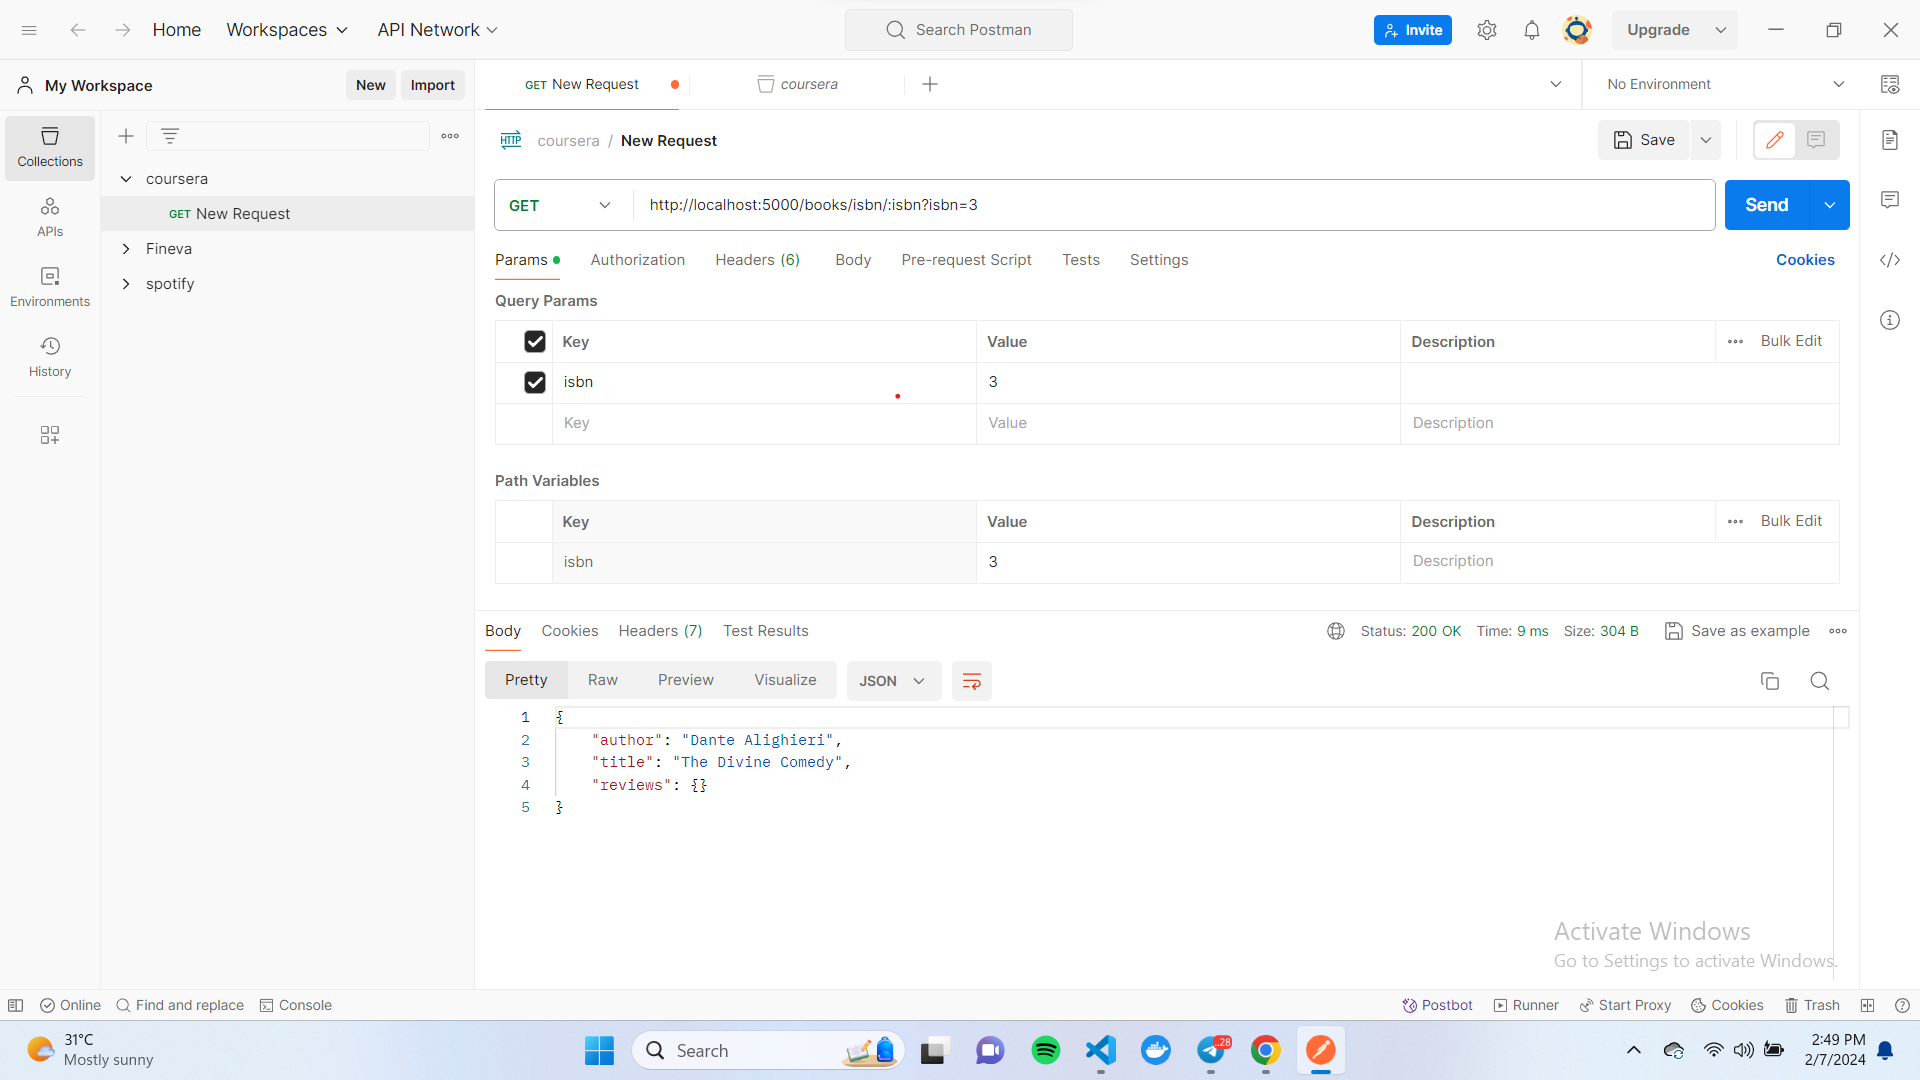 Home
Workspaces
API Network
Search Postman
Invite
Upgrade
My Workspace
New
Import
GET New Request
coursera
No Environment
Collections
APIs
Environments
History
coursera
GET New Request
Fineva
spotify
HTTP
coursera / New Request
Save
GET
http://localhost:5000/books/isbn/:isbn?isbn=3
Send
Params
Authorization
Headers (6)
Body
Pre-request Script
Tests
Settings
Cookies
Query Params
Key
Value
Description
Bulk Edit
isbn
3
Key
Value
Description
Path Variables
Key
Value
Description
Bulk Edit
isbn
3
Description
Body
Cookies
Headers (7)
Test Results
Status: 200 OK
Time: 9 ms
Size: 304 B
Save as example
Pretty
Raw
Preview
Visualize
JSON
1 {
2 "author": "Dante Alighieri",
3 "title": "The Divine Comedy",
4 "reviews": {}
5 }
Activate Windows
Go to Settings to activate Windows.
Online
Find and replace
Console
Postbot
Runner
Start Proxy
Cookies
Trash
31°C
Mostly sunny
Search
28
2:49 PM
2/7/2024